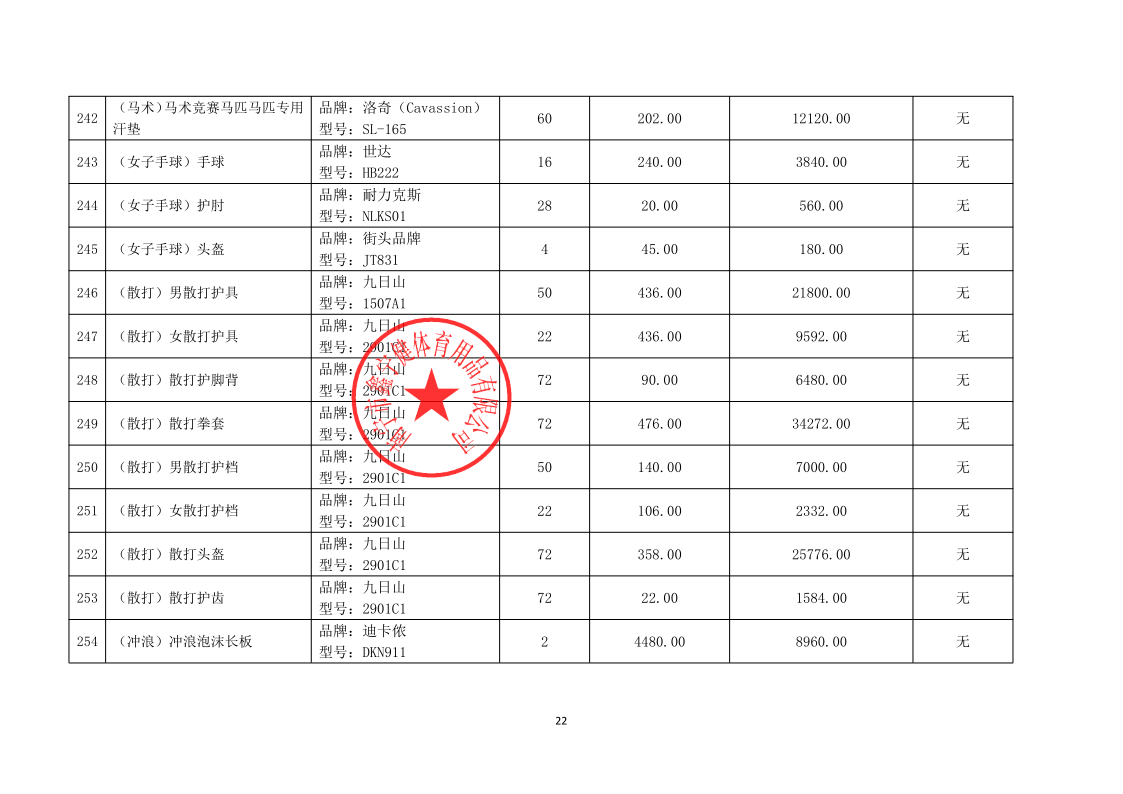 242 （马术）马术竞赛马匹马匹专用 品牌：洛奇（Cavassion） 60 202.00 12120.00 无
汗垫 型号：SL-165
243 （女子手球）手球 品牌：世达 16 240.00 3840.00 无
型号：HB222
244 （女子手球）护肘 品牌：耐力克斯 28 20.00 560.00 无
型号：NLKS01
245 （女子手球）头盔 品牌：街头品牌 4 45.00 180.00 无
型号：JT831
246 （散打）男散打护具 品牌：九日山 50 436.00 21800.00 无
型号：1507A1
247 （散打）女散打护具 品牌：九日山 22 436.00 9592.00 无
型号：2901C1
248 （散打）散打护脚背 品牌：九日山 72 90.00 6480.00 无
型号：2901C1
249 （散打）散打拳套 品牌：九日山 72 476.00 34272.00 无
型号：2901C1
250 （散打）男散打护档 品牌：九日山 50 140.00 7000.00 无
型号：2901C1
251 （散打）女散打护档 品牌：九日山 22 106.00 2332.00 无
型号：2901C1
252 （散打）散打头盔 品牌：九日山 72 358.00 25776.00 无
型号：2901C1
253 （散打）散打护齿 品牌：九日山 72 22.00 1584.00 无
型号：2901C1
254 （冲浪）冲浪泡沫长板 品牌：迪卡侬 2 4480.00 8960.00 无
型号：DKN911
健体育用品有限公司
22